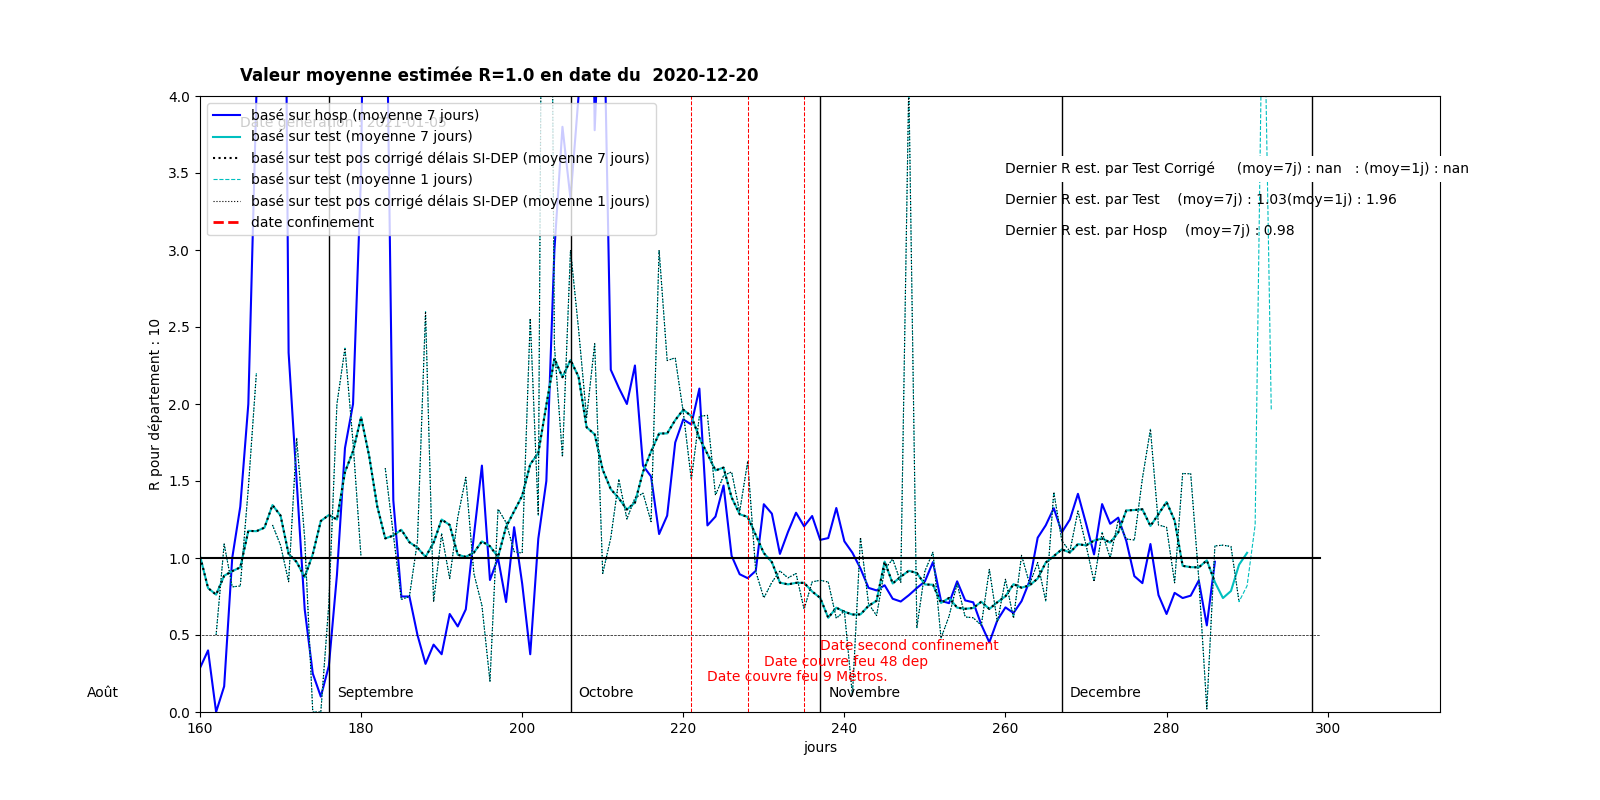 Valeur moyenne estimée R=1.0 en date du  2020-12-20
Date génération : 2021-01-05
basé sur hosp (moyenne 7 jours)
basé sur test (moyenne 7 jours)
basé sur test pos corrigé délais SI-DEP (moyenne 7 jours)
basé sur test (moyenne 1 jours)
basé sur test pos corrigé délais SI-DEP (moyenne 1 jours)
date confinement
Dernier R est. par Test Corrigé (moy=7j) : nan : (moy=1j) : nan
Dernier R est. par Test (moy=7j) : 1.03(moy=1j) : 1.96
Dernier R est. par Hosp (moy=7j) : 0.98
4.0
3.5
3.0
2.5
2.0
1.5
1.0
0.5
0.0
R pour département : 10
Date second confinement
Date couvre feu 48 dep
Date couvre feu 9 Métros.
Août Septembre Octobre Novembre Decembre
160 180 200 220 240 260 280 300
jours